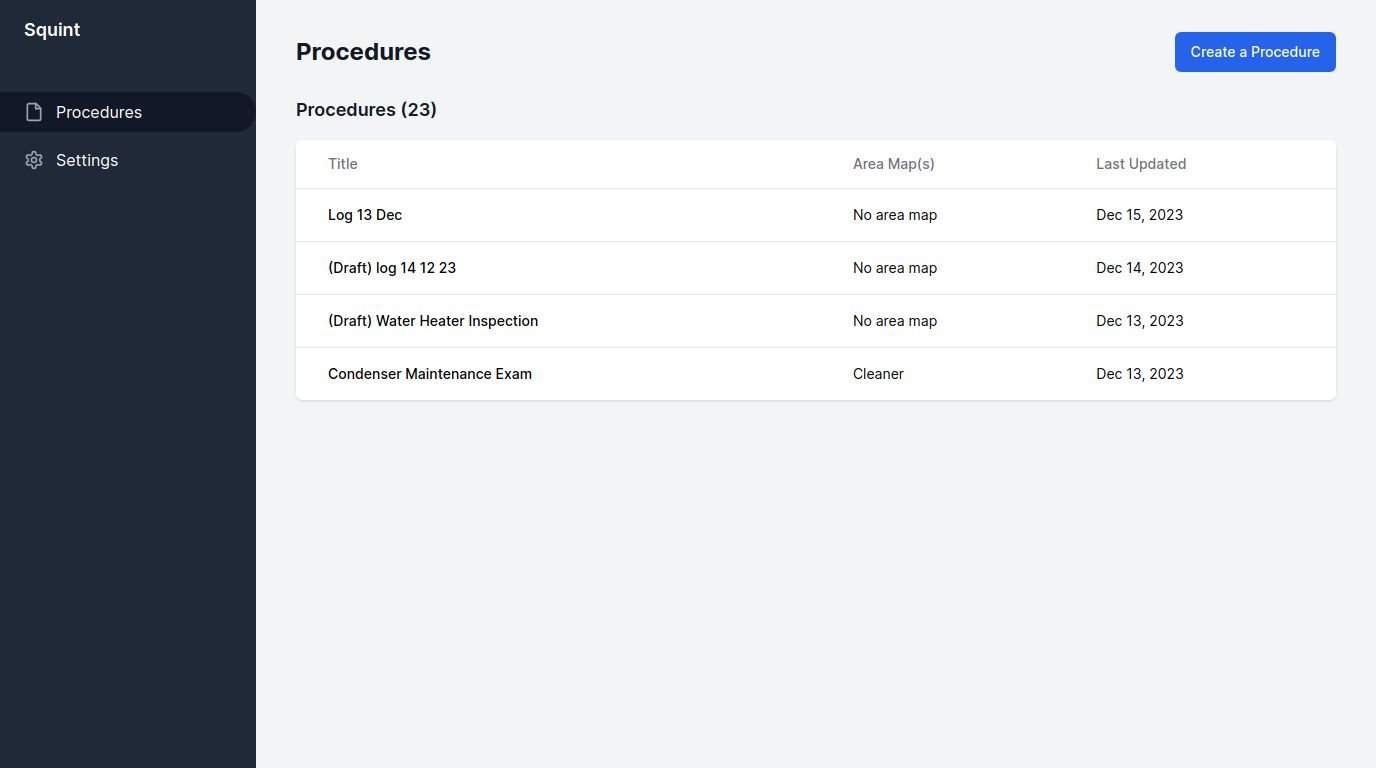 Squint
Procedures
Settings
Procedures
Create a Procedure
Procedures (23)
Title Area Map(s) Last Updated
Log 13 Dec No area map Dec 15, 2023
(Draft) log 14 12 23 No area map Dec 14, 2023
(Draft) Water Heater Inspection No area map Dec 13, 2023
Condenser Maintenance Exam Cleaner Dec 13, 2023